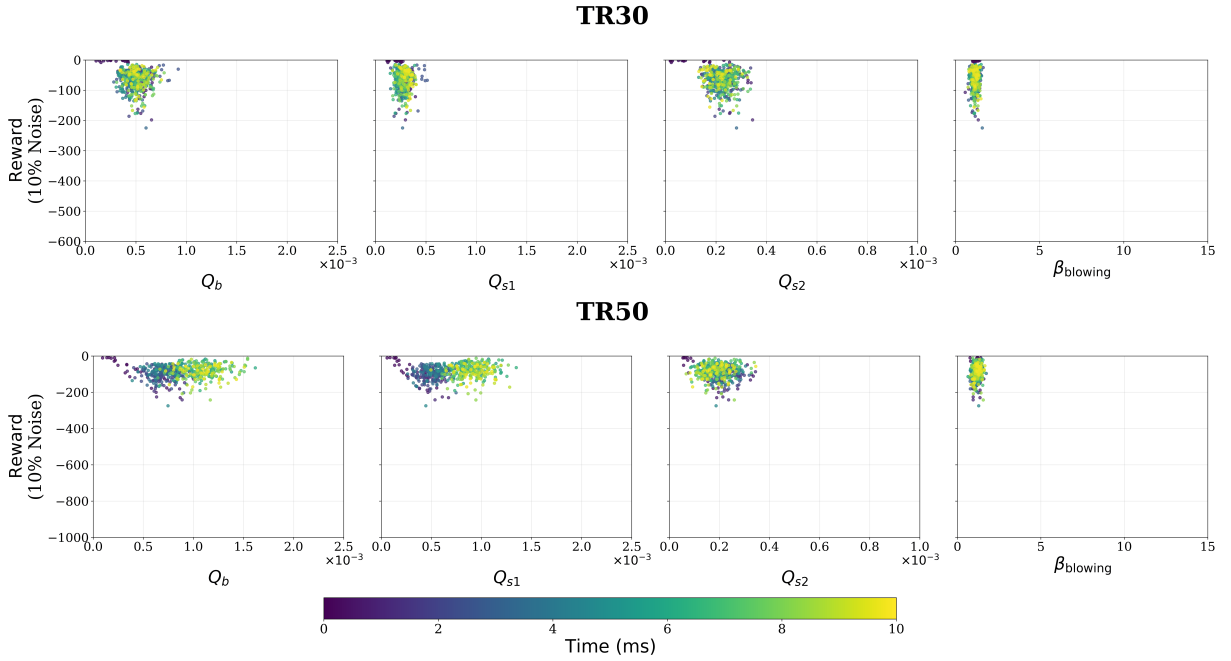 TR30
Reward
(10% Noise)
0
−100
−200
−300
−400
−500
−600
0.0 0.5 1.0 1.5 2.0 2.5
×10⁻³
Q_b
0.0 0.5 1.0 1.5 2.0 2.5
×10⁻³
Q_s1
0.0 0.2 0.4 0.6 0.8 1.0
×10⁻³
Q_s2
0 5 10 15
β_blowing
TR50
Reward
(10% Noise)
0
−200
−400
−600
−800
−1000
0.0 0.5 1.0 1.5 2.0 2.5
×10⁻³
Q_b
0.0 0.5 1.0 1.5 2.0 2.5
×10⁻³
Q_s1
0.0 0.2 0.4 0.6 0.8 1.0
×10⁻³
Q_s2
0 5 10 15
β_blowing
0 2 4 6 8 10
Time (ms)